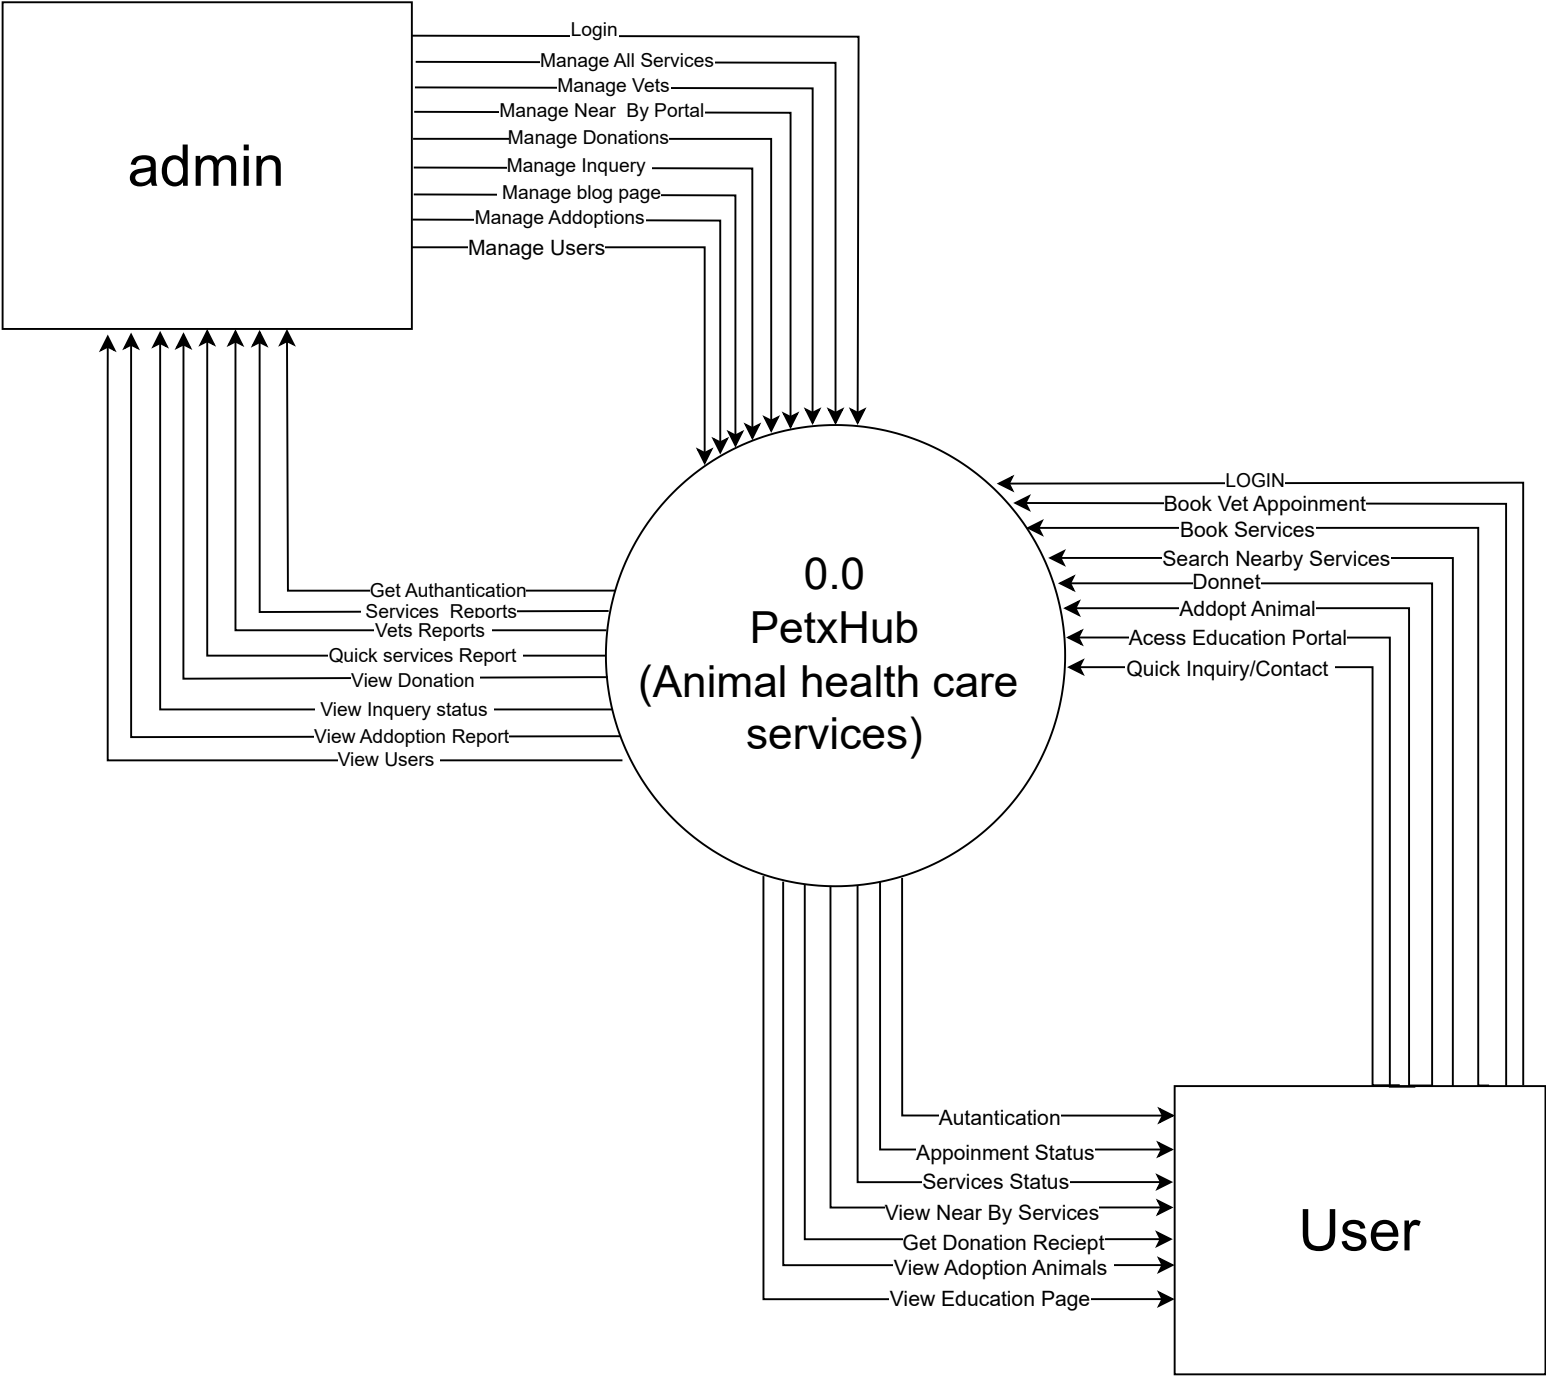 admin
Login
Manage All Services
Manage Vets
Manage Near By Portal
Manage Donations
Manage Inquery
Manage blog page
Manage Addoptions
Manage Users
Get Authantication
Services Reports
Vets Reports
Quick services Report
View Donation
View Inquery status
View Addoption Report
View Users
0.0
PetxHub
(Animal health care
services)
LOGIN
Book Vet Appoinment
Book Services
Search Nearby Services
Donnet
Addopt Animal
Acess Education Portal
Quick Inquiry/Contact
Autantication
Appoinment Status
Services Status
View Near By Services
Get Donation Reciept
View Adoption Animals
View Education Page
User